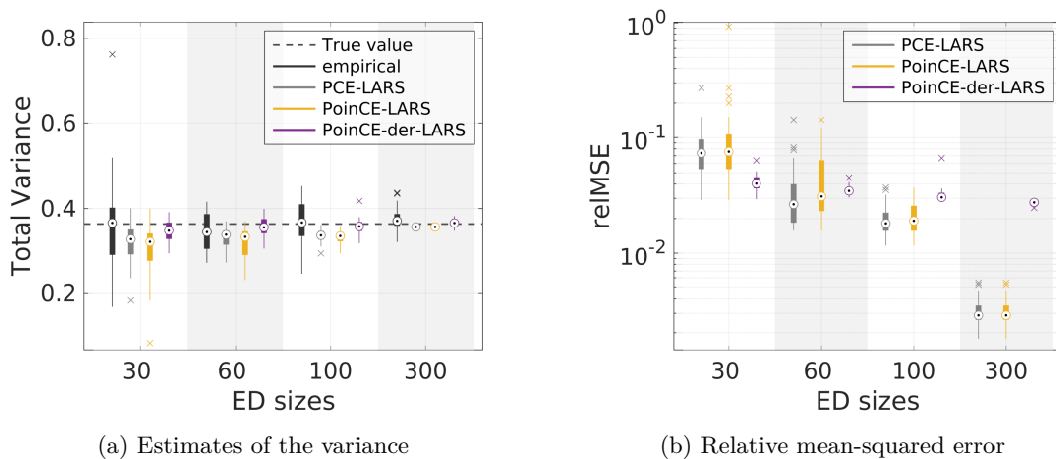 0.8
0.6
0.4
0.2
Total Variance
True value
empirical
PCE-LARS
PoinCE-LARS
PoinCE-der-LARS
30
60
100
300
ED sizes
(a) Estimates of the variance
10^0
10^-1
10^-2
relMSE
PCE-LARS
PoinCE-LARS
PoinCE-der-LARS
30
60
100
300
ED sizes
(b) Relative mean-squared error